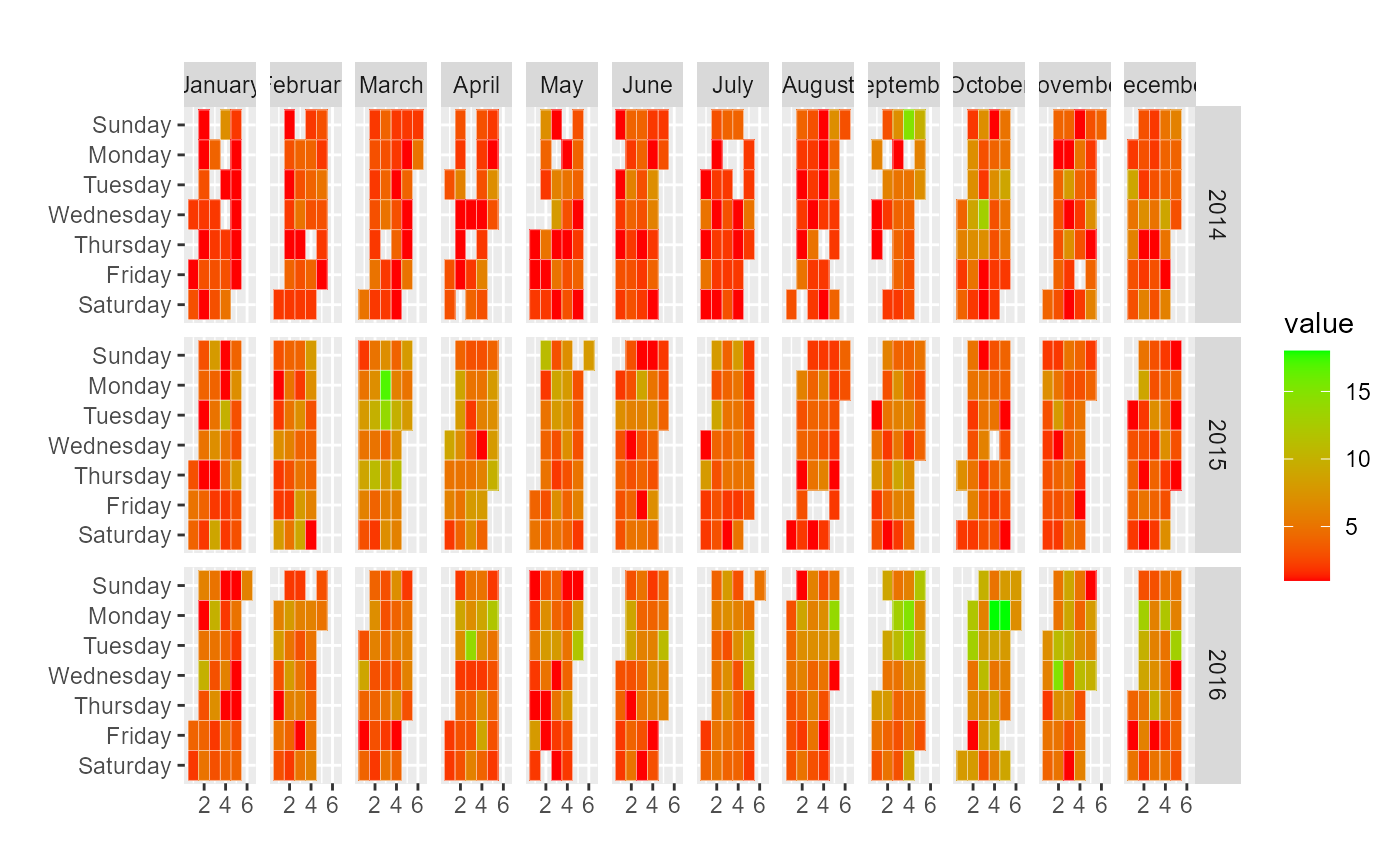 January Februar March April May June July August eptembe October ovembe ecembe
Sunday
Monday
Tuesday
Wednesday
Thursday
Friday
Saturday
2014
Sunday
Monday
Tuesday
Wednesday
Thursday
Friday
Saturday
2015
Sunday
Monday
Tuesday
Wednesday
Thursday
Friday
Saturday
2016
2 4 6 2 4 6 2 4 6 2 4 6 2 4 6 2 4 6 2 4 6 2 4 6 2 4 6 2 4 6 2 4 6 2 4 6
value
15
10
5